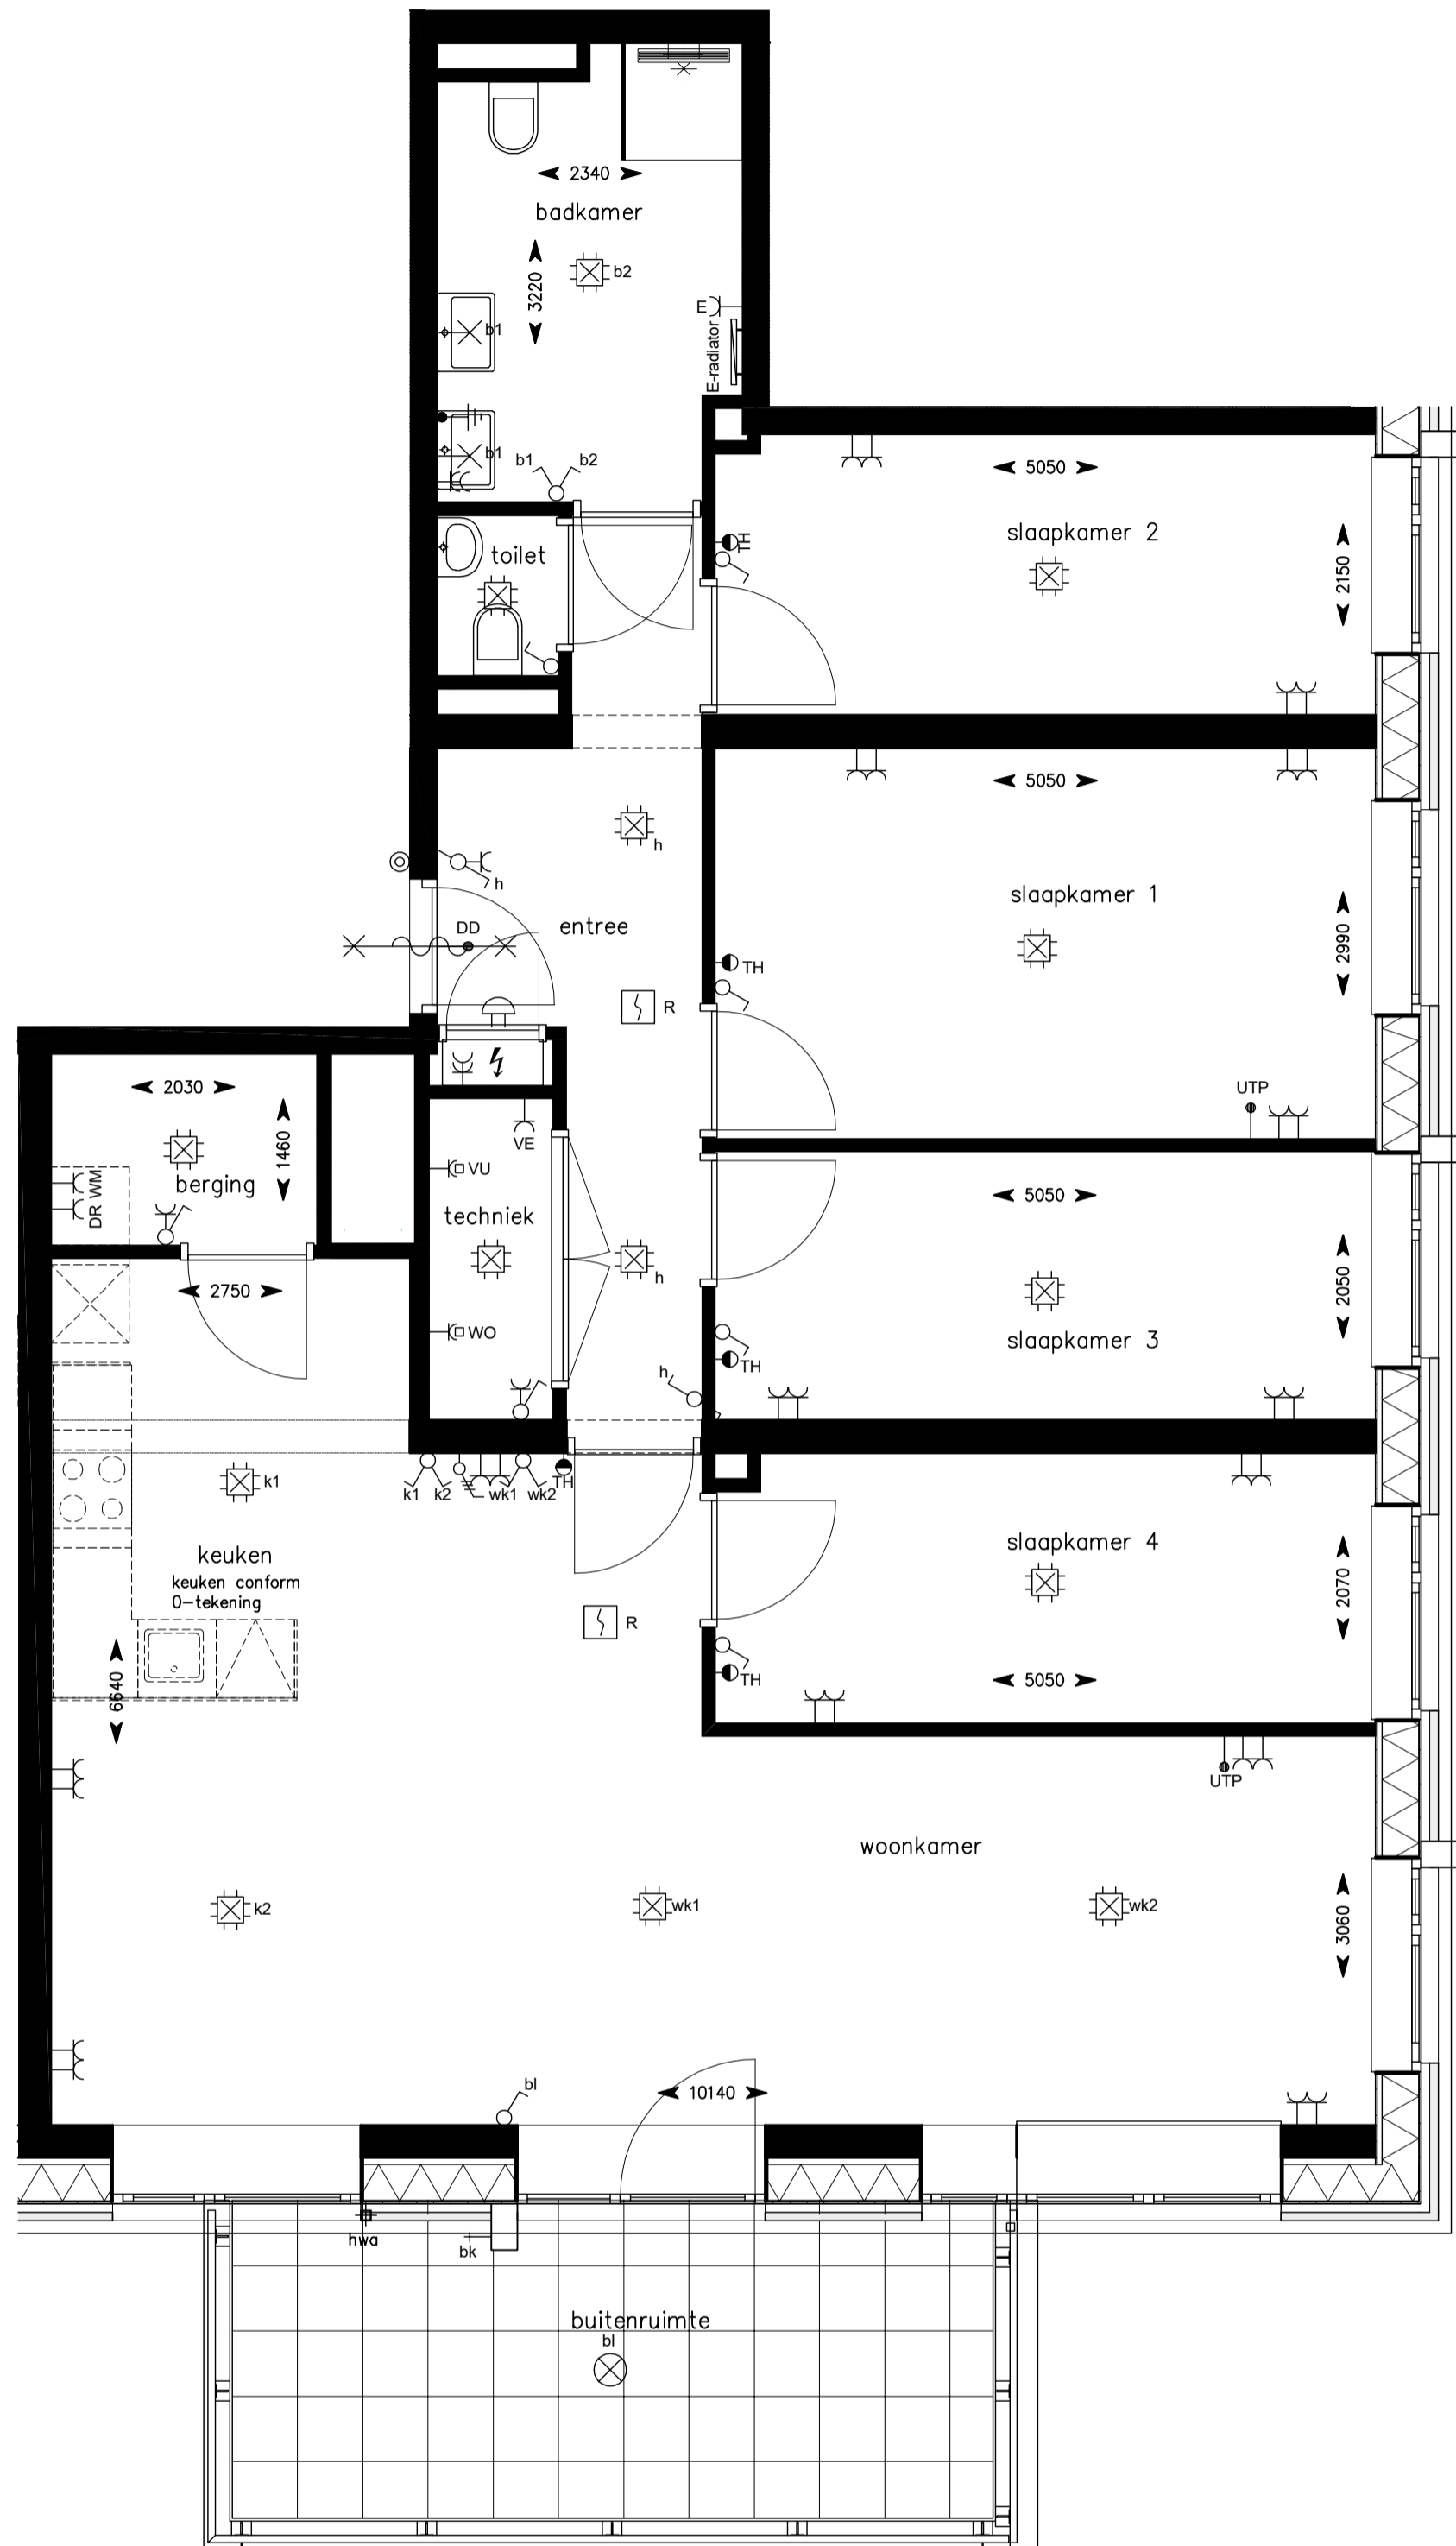 2340
badkamer
3220
b2
b1
E
E-radiator
b1
b1
b2
5050
slaapkamer 2
TH
2150
toilet
5050
h
h
slaapkamer 1
entree
DD
2990
TH
R
2030
1460
UTP
berging
DR WM
VE
VU
techniek
5050
h
2750
2050
WO
slaapkamer 3
TH
h
k1
k1
k2
wk1
wk2
TH
keuken
keuken conform
0-tekening
slaapkamer 4
2070
R
6640
TH
5050
UTP
woonkamer
k2
wk1
wk2
3060
bl
10140
hwa
bk
buitenruimte
bl